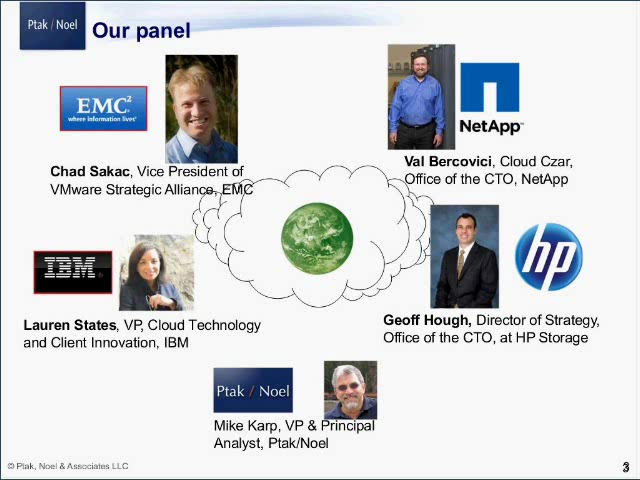 Ptak / Noel
Our panel
EMC²
where information lives®
NetApp™
Chad Sakac, Vice President of
VMware Strategic Alliance, EMC
Val Bercovici, Cloud Czar,
Office of the CTO, NetApp
IBM®
hp
Lauren States, VP, Cloud Technology
and Client Innovation, IBM
Geoff Hough, Director of Strategy,
Office of the CTO, at HP Storage
Ptak / Noel
Mike Karp, VP & Principal
Analyst, Ptak/Noel
© Ptak, Noel & Associates LLC